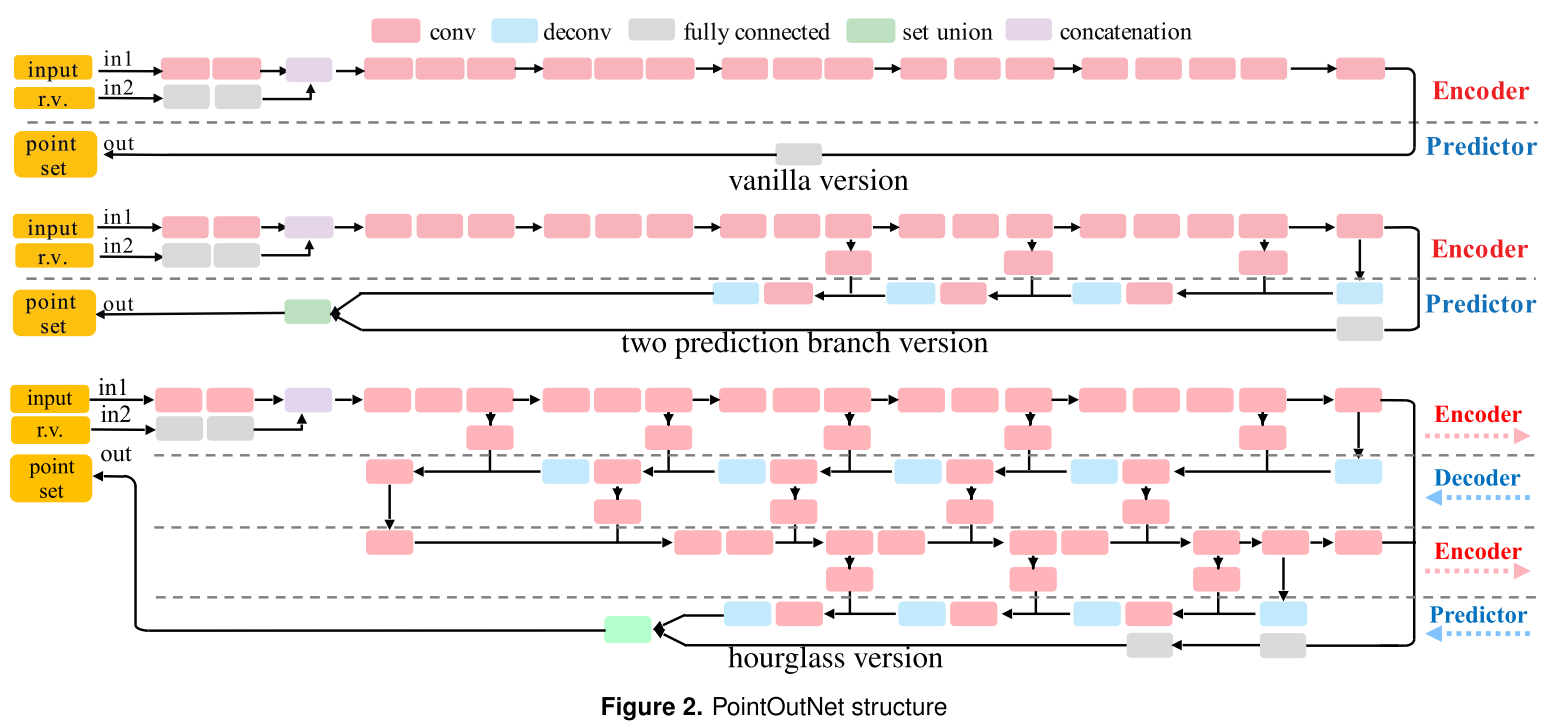 conv deconv fully connected set union concatenation
input in1
r.v. in2
Encoder
point set out
Predictor
vanilla version
input in1
r.v. in2
Encoder
point set out
Predictor
two prediction branch version
input in1
r.v. in2
Encoder
point set out
Decoder
Encoder
Predictor
hourglass version
Figure 2. PointOutNet structure